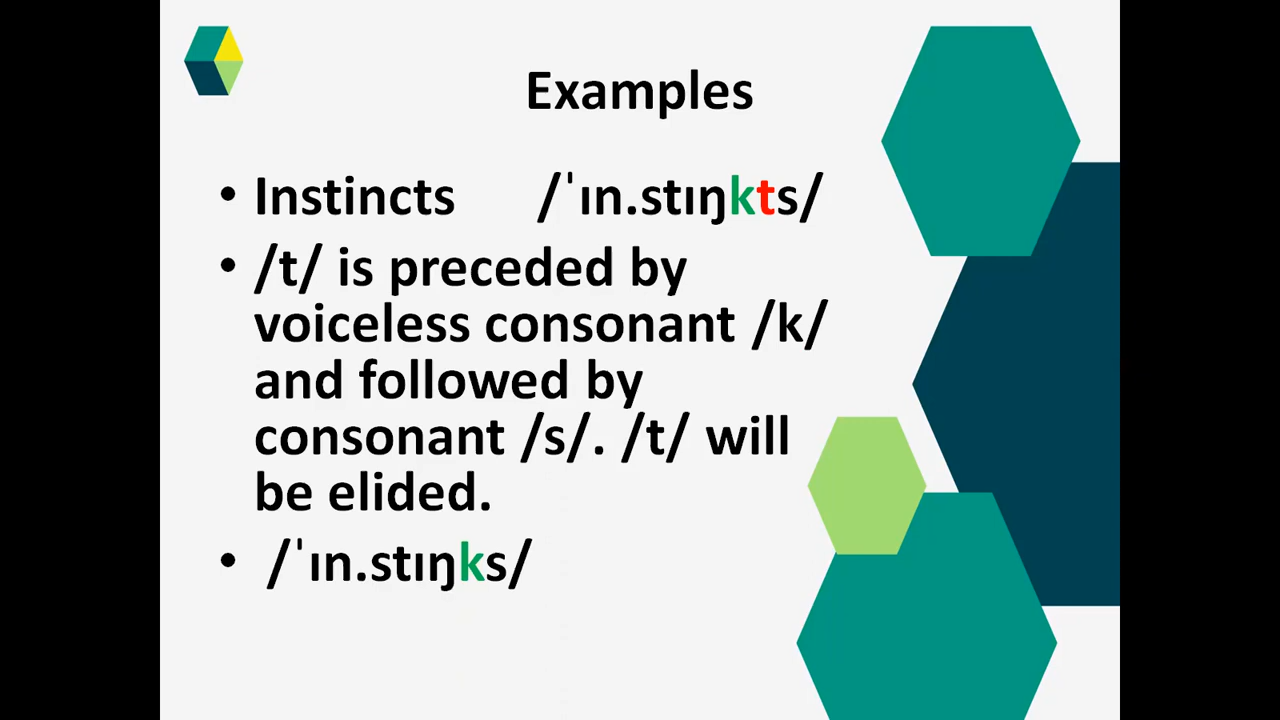 Examples
• Instincts /ˈɪn.stɪŋkts/
• /t/ is preceded by
voiceless consonant /k/
and followed by
consonant /s/. /t/ will
be elided.
• /ˈɪn.stɪŋks/